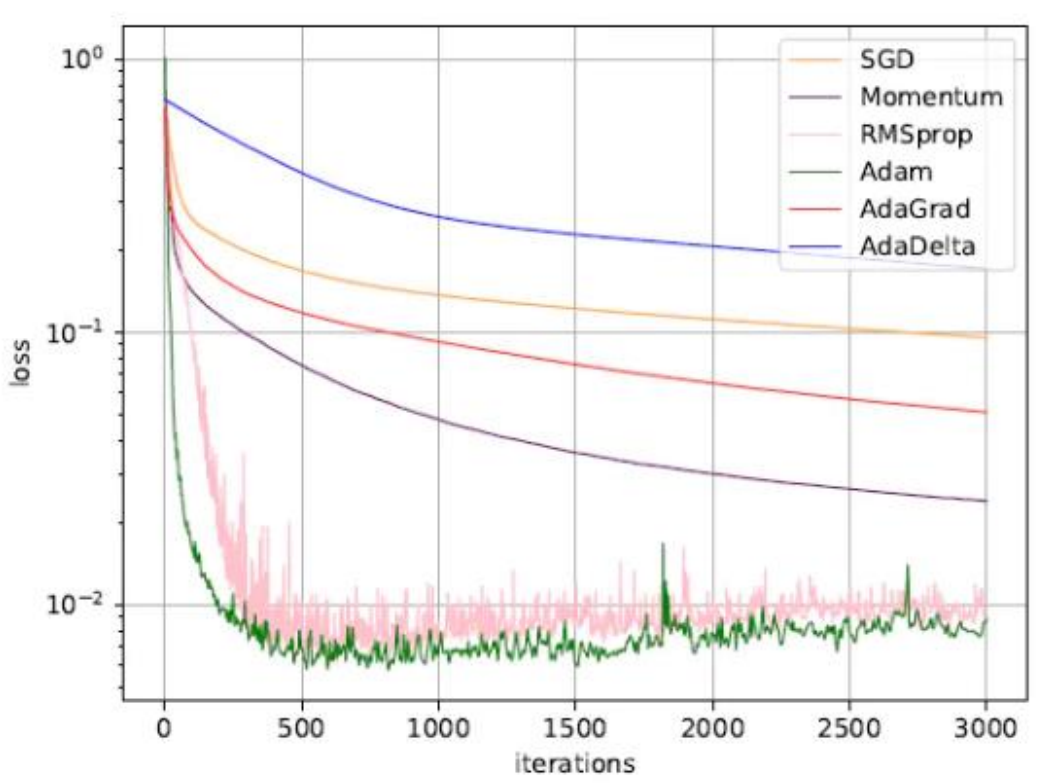 10⁰
10⁻¹
10⁻²
loss
SGD
Momentum
RMSprop
Adam
AdaGrad
AdaDelta
0 500 1000 1500 2000 2500 3000
iterations